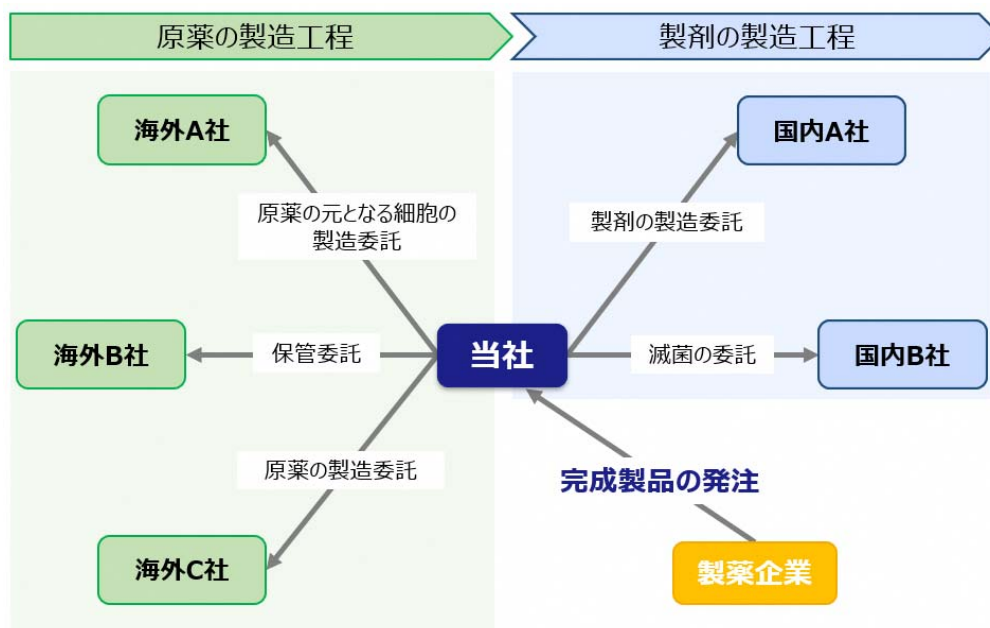 原薬の製造工程
製剤の製造工程
海外A社
国内A社
原薬の元となる細胞の
製造委託
製剤の製造委託
海外B社
保管委託
当社
滅菌の委託
国内B社
原薬の製造委託
完成製品の発注
海外C社
製薬企業